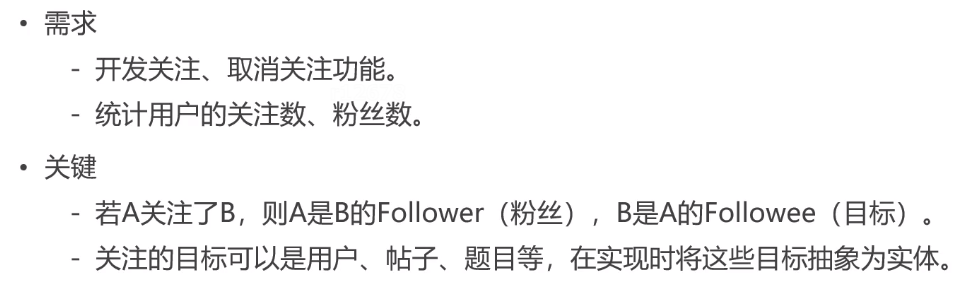 • 需求
- 开发关注、取消关注功能。
- 统计用户的关注数、粉丝数。
• 关键
- 若A关注了B，则A是B的Follower（粉丝），B是A的Followee（目标）。
- 关注的目标可以是用户、帖子、题目等，在实现时将这些目标抽象为实体。